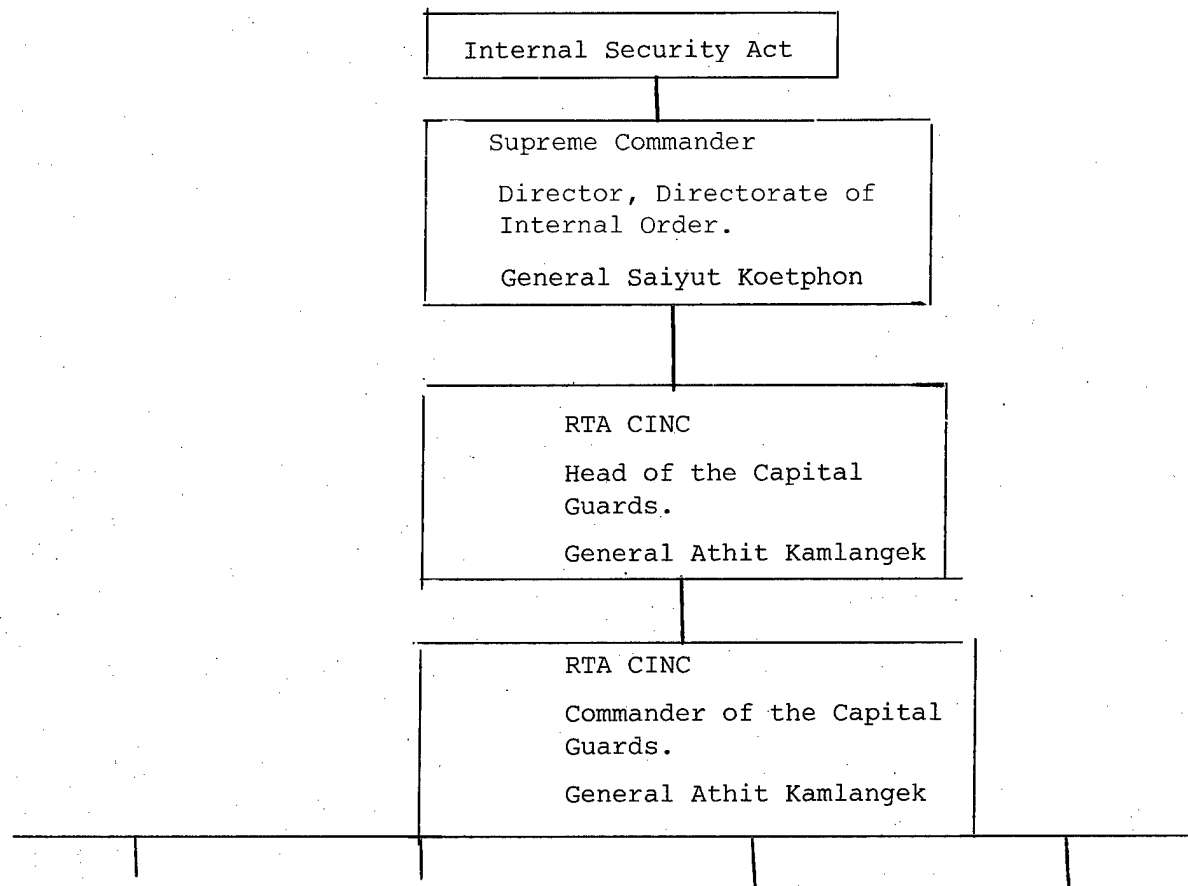 Internal Security Act
Supreme Commander
Director, Directorate of
Internal Order.
General Saiyut Koetphon
RTA CINC
Head of the Capital
Guards.
General Athit Kamlangek
RTA CINC
Commander of the Capital
Guards.
General Athit Kamlangek